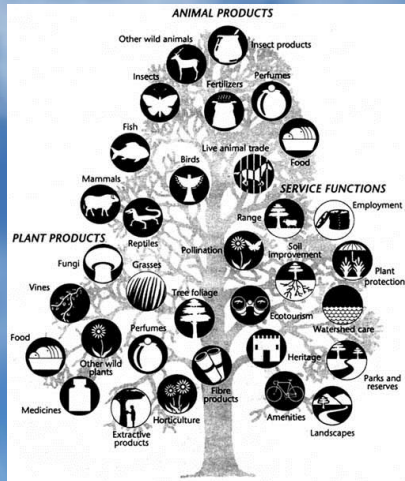 ANIMAL PRODUCTS
Other wild animals
Insect products
Insects
Fertilizers
Perfumes
Fish
Birds
Live animal trade
Food
Mammals
Reptiles
SERVICE FUNCTIONS
Range
Employment
PLANT PRODUCTS
Pollination
Soil
improvement
Plant
protection
Fungi
Grasses
Vines
Tree foliage
Ecotourism
Watershed care
Food
Other wild
plants
Perfumes
Heritage
Parks and
reserves
Medicines
Extractive
products
Horticulture
Fibre
products
Amenities
Landscapes